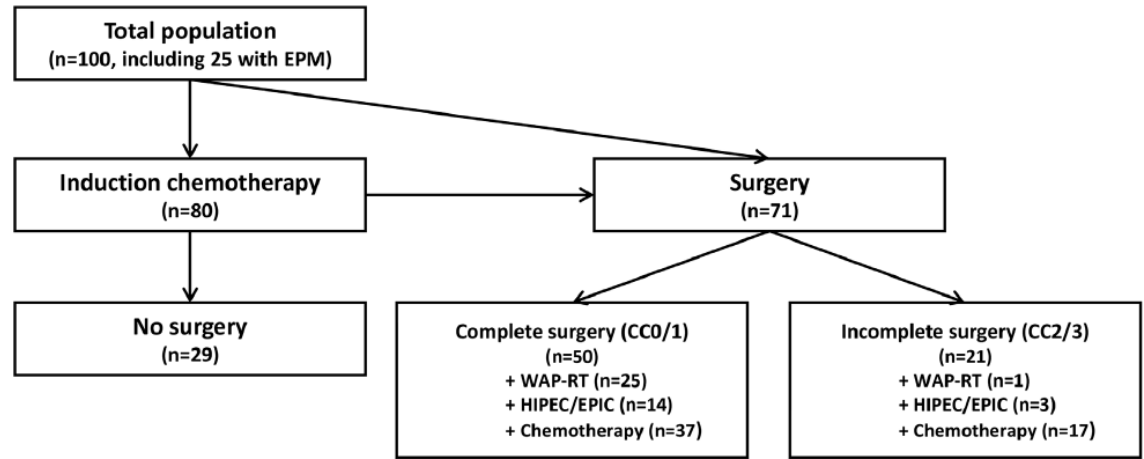 Total population
(n=100, including 25 with EPM)
Induction chemotherapy
(n=80)
Surgery
(n=71)
No surgery
(n=29)
Complete surgery (CC0/1)
(n=50)
+ WAP-RT (n=25)
+ HIPEC/EPIC (n=14)
+ Chemotherapy (n=37)
Incomplete surgery (CC2/3)
(n=21)
+ WAP-RT (n=1)
+ HIPEC/EPIC (n=3)
+ Chemotherapy (n=17)